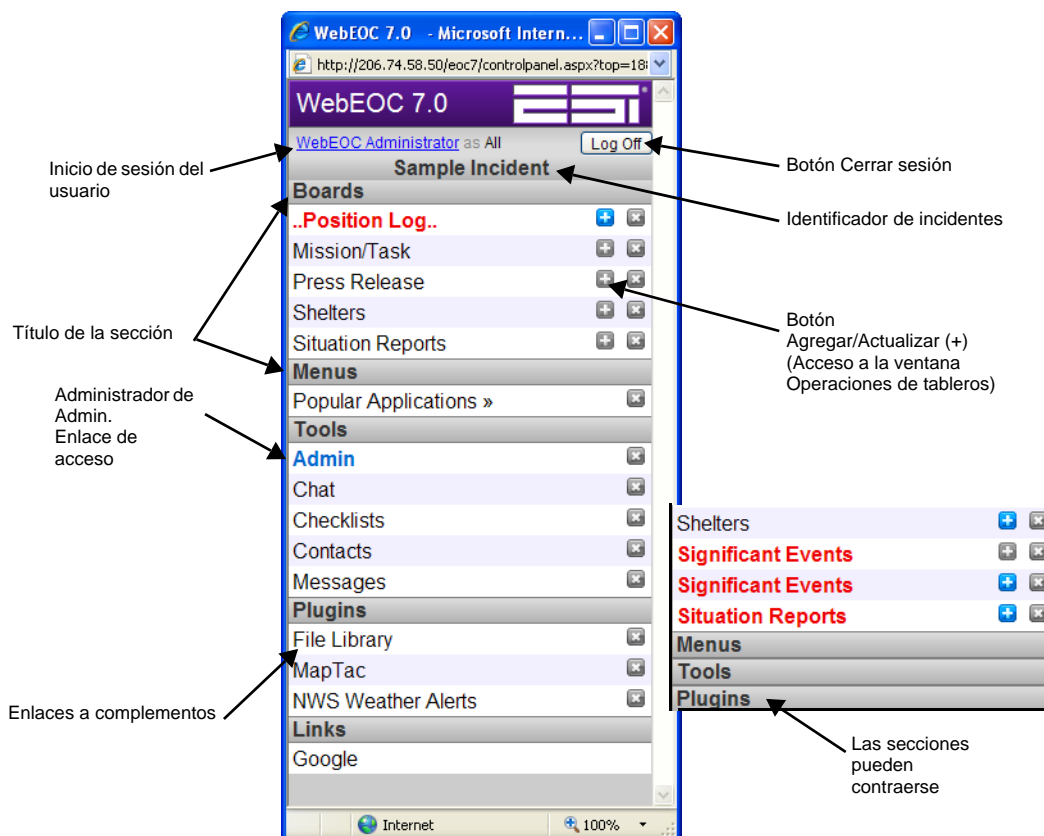 WebEOC 7.0 - Microsoft Intern...
http://206.74.58.50/eoc7/controlpanel.aspx?top=18
WebEOC 7.0
ESi
WebEOC Administrator as All
Log Off
Sample Incident
Boards
..Position Log..
Mission/Task
Press Release
Shelters
Situation Reports
Menus
Popular Applications »
Tools
Admin
Chat
Checklists
Contacts
Messages
Plugins
File Library
MapTac
NWS Weather Alerts
Links
Google
Internet
100%
Inicio de sesión del
usuario
Título de la sección
Administrador de
Admin.
Enlace de
acceso
Enlaces a complementos
Botón Cerrar sesión
Identificador de incidentes
Botón
Agregar/Actualizar (+)
(Acceso a la ventana
Operaciones de tableros)
Shelters
Significant Events
Significant Events
Situation Reports
Menus
Tools
Plugins
Las secciones
pueden
contraerse